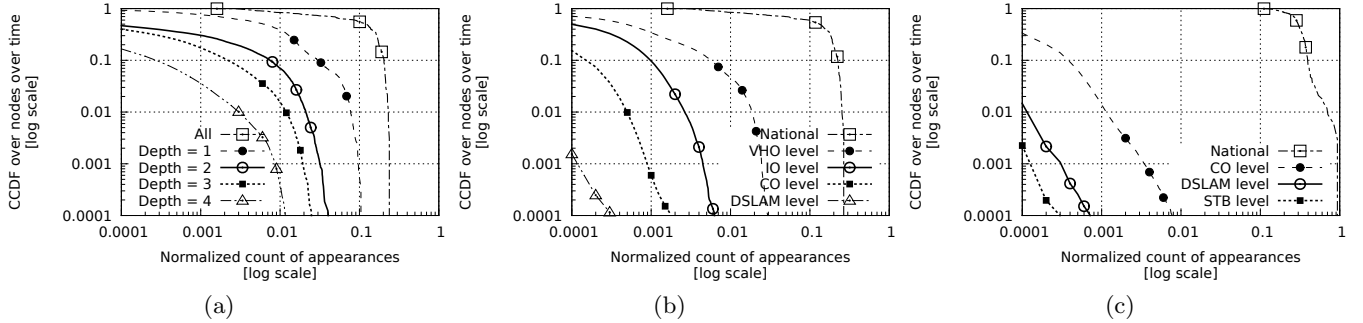 CCDF over nodes over time
[log scale]
1
0.1
0.01
0.001
0.0001
All
Depth = 1
Depth = 2
Depth = 3
Depth = 4
0.0001 0.001 0.01 0.1 1
Normalized count of appearances
[log scale]
(a)
CCDF over nodes over time
[log scale]
1
0.1
0.01
0.001
0.0001
National
VHO level
IO level
CO level
DSLAM level
0.0001 0.001 0.01 0.1 1
Normalized count of appearances
[log scale]
(b)
CCDF over nodes over time
[log scale]
1
0.1
0.01
0.001
0.0001
National
CO level
DSLAM level
STB level
0.0001 0.001 0.01 0.1 1
Normalized count of appearances
[log scale]
(c)